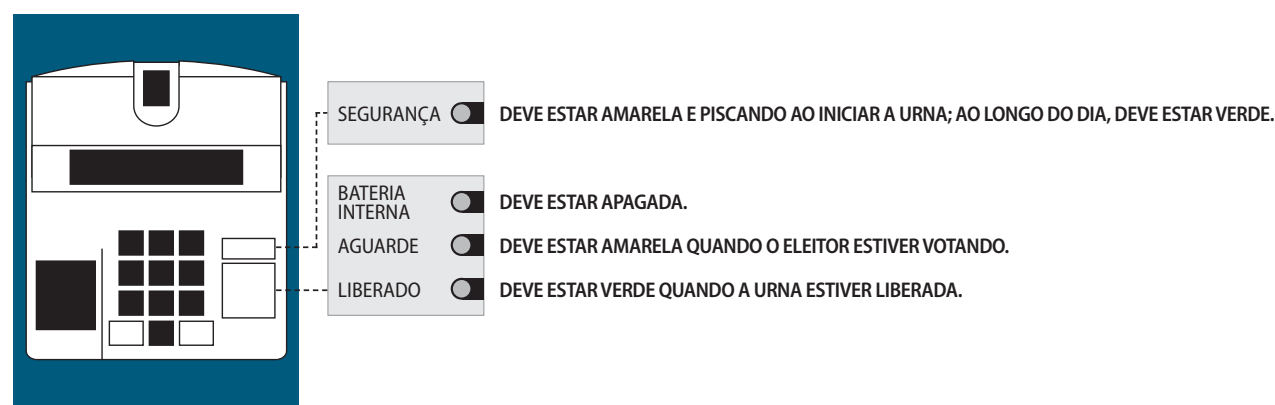 SEGURANÇA DEVE ESTAR AMARELA E PISCANDO AO INICIAR A URNA; AO LONGO DO DIA, DEVE ESTAR VERDE.
BATERIA
INTERNA DEVE ESTAR APAGADA.
AGUARDE DEVE ESTAR AMARELA QUANDO O ELEITOR ESTIVER VOTANDO.
LIBERADO DEVE ESTAR VERDE QUANDO A URNA ESTIVER LIBERADA.